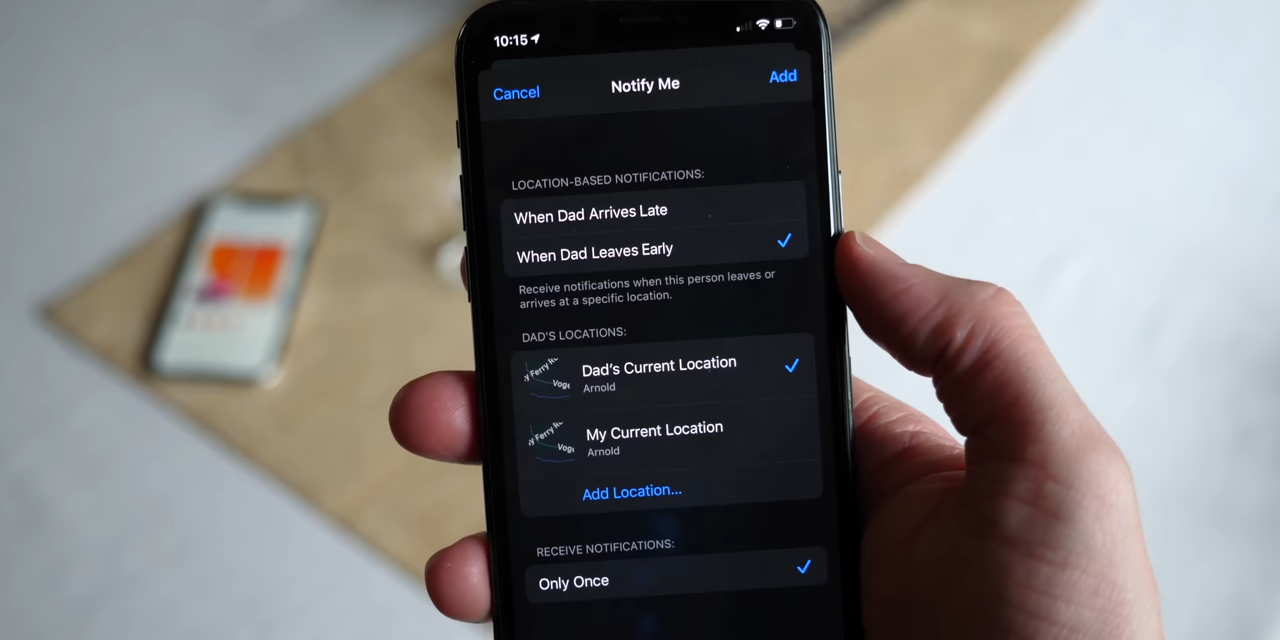 10:15
Cancel
Notify Me
Add
LOCATION-BASED NOTIFICATIONS:
When Dad Arrives Late
When Dad Leaves Early
Receive notifications when this person leaves or
arrives at a specific location.
DAD'S LOCATIONS:
Dad's Current Location
Arnold
My Current Location
Arnold
Add Location...
RECEIVE NOTIFICATIONS:
Only Once